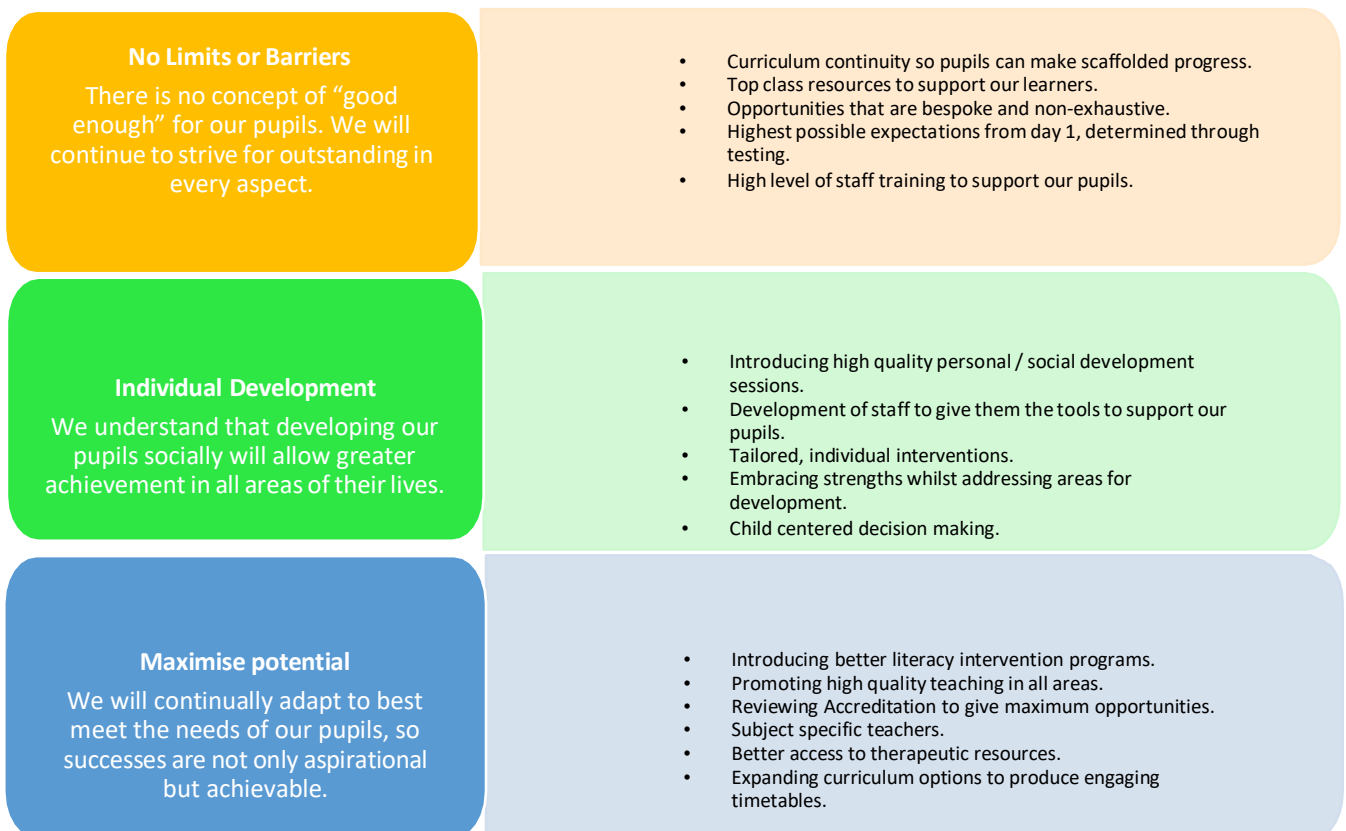 No Limits or Barriers
There is no concept of “good
enough” for our pupils. We will
continue to strive for outstanding in
every aspect.
• Curriculum continuity so pupils can make scaffolded progress.
• Top class resources to support our learners.
• Opportunities that are bespoke and non-exhaustive.
• Highest possible expectations from day 1, determined through
testing.
• High level of staff training to support our pupils.
Individual Development
We understand that developing our
pupils socially will allow greater
achievement in all areas of their lives.
• Introducing high quality personal / social development
sessions.
• Development of staff to give them the tools to support our
pupils.
• Tailored, individual interventions.
• Embracing strengths whilst addressing areas for
development.
• Child centered decision making.
Maximise potential
We will continually adapt to best
meet the needs of our pupils, so
successes are not only aspirational
but achievable.
• Introducing better literacy intervention programs.
• Promoting high quality teaching in all areas.
• Reviewing Accreditation to give maximum opportunities.
• Subject specific teachers.
• Better access to therapeutic resources.
• Expanding curriculum options to produce engaging
timetables.